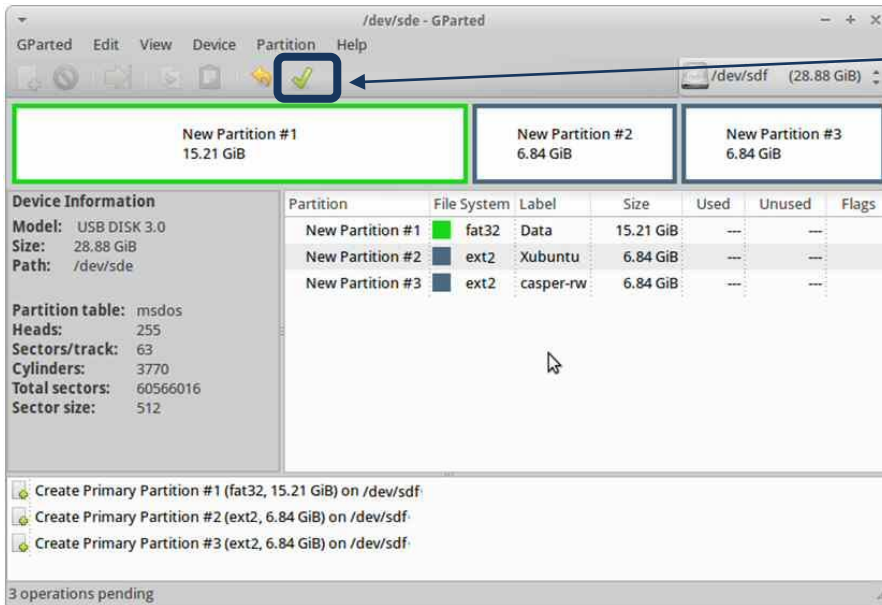 /dev/sde - GParted
GParted Edit View Device Partition Help
/dev/sdf (28.88 GiB)
New Partition #1
15.21 GiB
New Partition #2
6.84 GiB
New Partition #3
6.84 GiB
Device Information
Model: USB DISK 3.0
Size: 28.88 GiB
Path: /dev/sde
Partition table: msdos
Heads: 255
Sectors/track: 63
Cylinders: 3770
Total sectors: 60566016
Sector size: 512
Partition File System Label Size Used Unused Flags
New Partition #1 fat32 Data 15.21 GiB --- ---
New Partition #2 ext2 Xubuntu 6.84 GiB --- ---
New Partition #3 ext2 casper-rw 6.84 GiB --- ---
Create Primary Partition #1 (fat32, 15.21 GiB) on /dev/sdf
Create Primary Partition #2 (ext2, 6.84 GiB) on /dev/sdf
Create Primary Partition #3 (ext2, 6.84 GiB) on /dev/sdf
3 operations pending